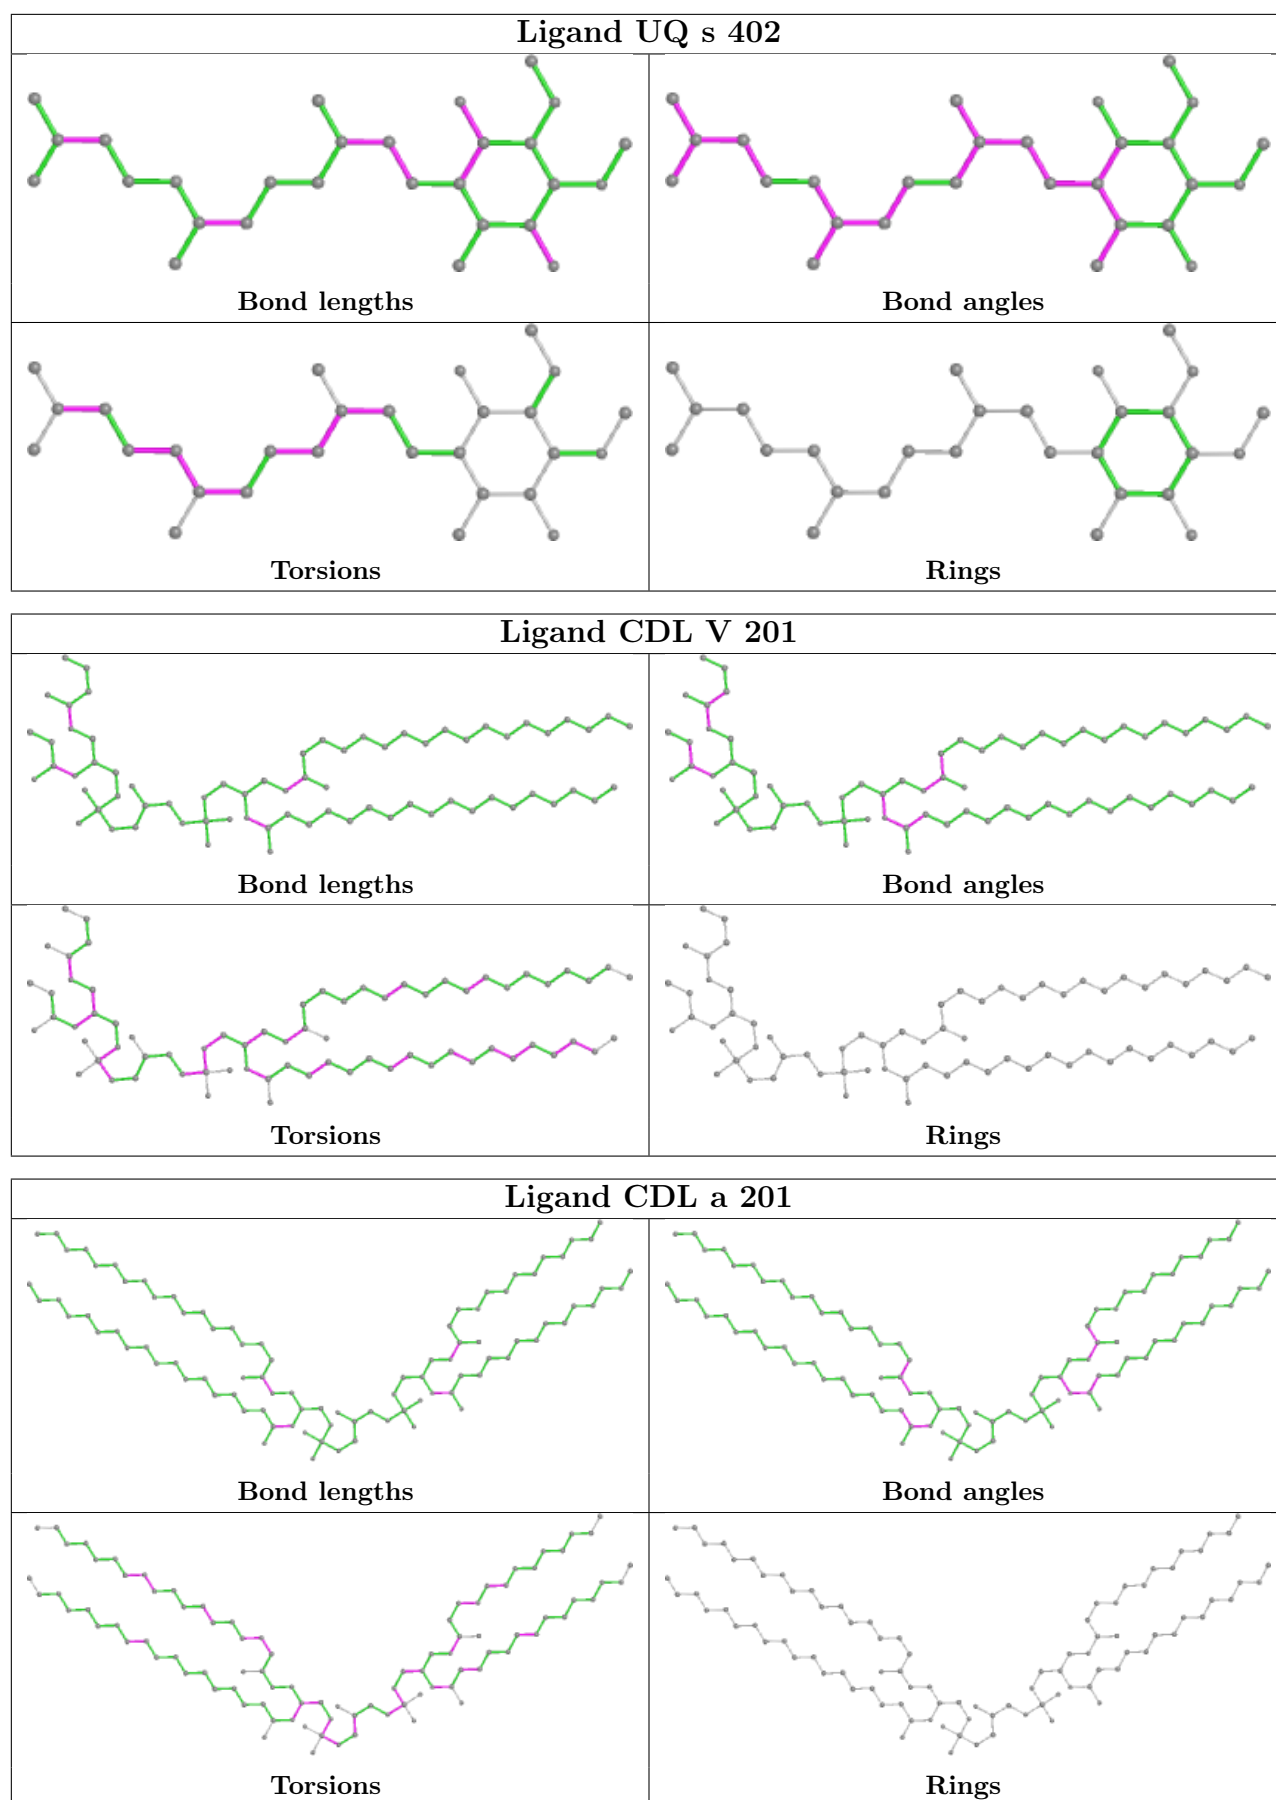 Ligand UQ s 402
Bond lengths
Bond angles
Torsions
Rings
Ligand CDL V 201
Bond lengths
Bond angles
Torsions
Rings
Ligand CDL a 201
Bond lengths
Bond angles
Torsions
Rings